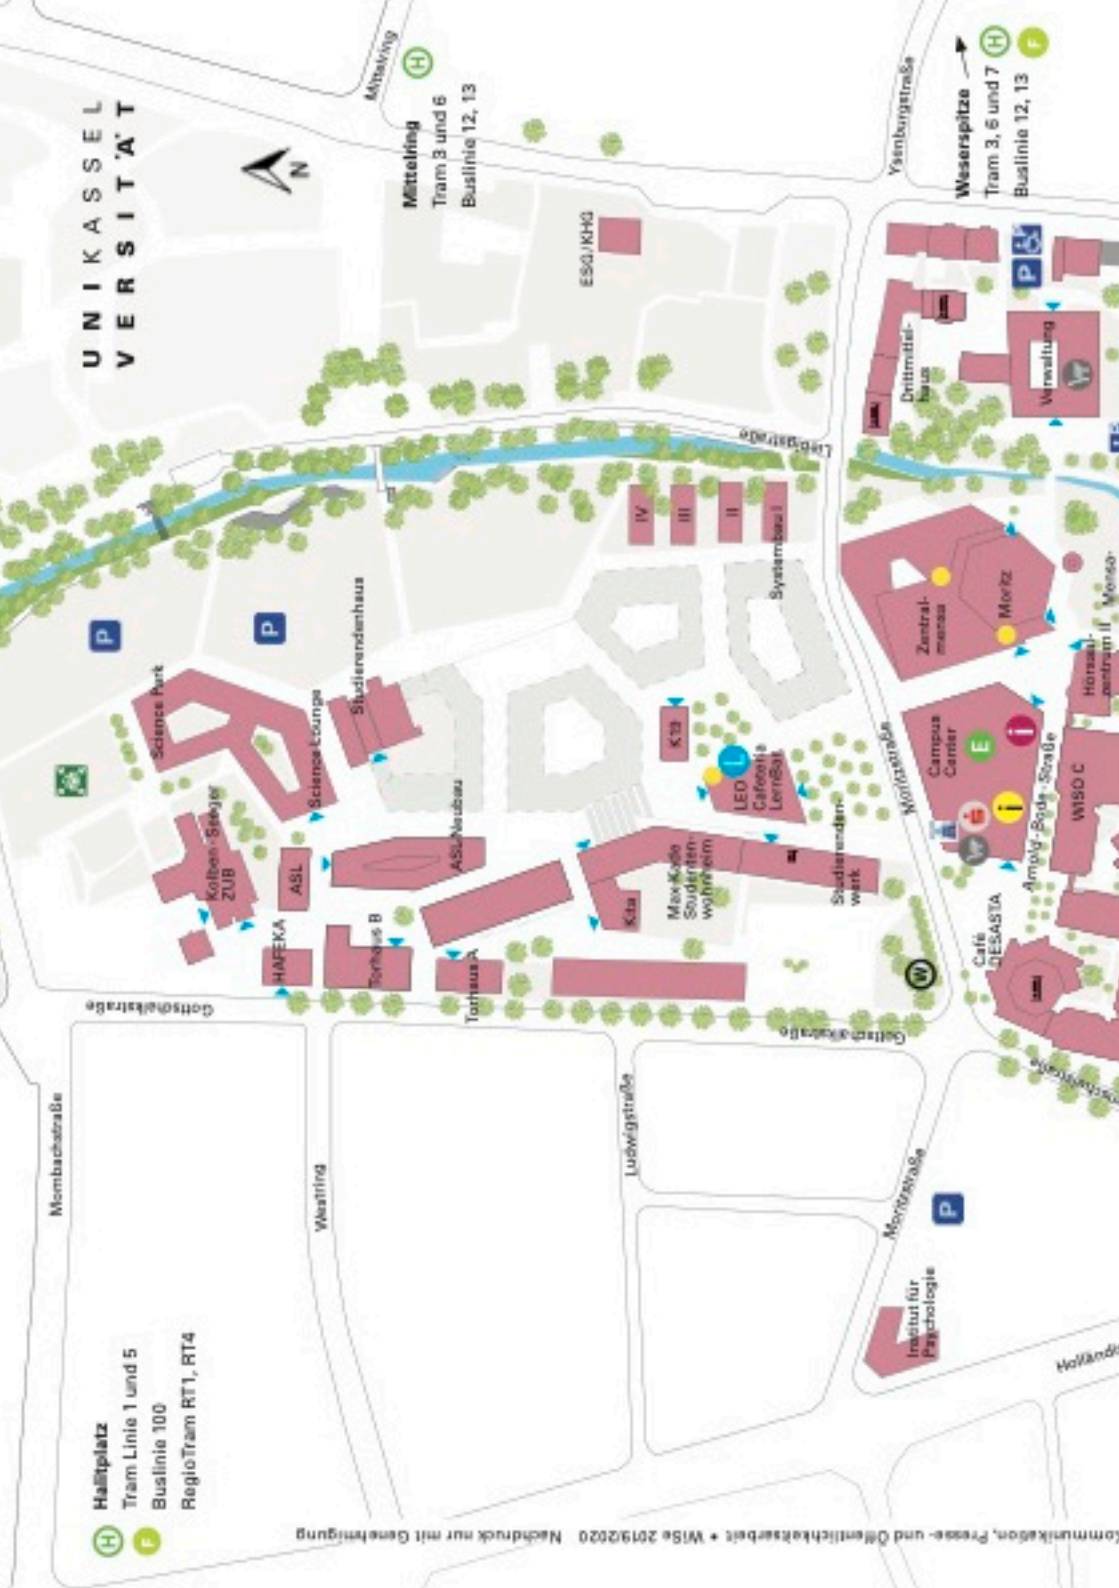 UNIKASSEL
VERSITÄT
N
Mittelring
H
Mittelring
Tram 3 und 6
Buslinie 12, 13
Ysenburgstraße
Weserspitze
Tram 3, 6 und 7
Buslinie 12, 13
H
F
ESG/KHG
P
Drittmittel-
haus
Verwaltung
Liebigstraße
IV
III
II
Systembau I
P
P
Studierendenhaus
Science Park
Science-Lounge
Zentral-
mensa
Moritz
Mensa-
Hörsaal-
zentrum II
K19
L
LEO
Cafeteria
LernBar
Moritzstraße
Campus
Center
E
i
i
Arnold-Bode-Straße
WISO C
Kolben-Seeger
ZUB
ASL
ASL-Neubau
Kita
Max-Kade
Studenten-
wohnheim
Studierenden-
werk
HAFEKA
Torhaus B
Torhaus A
Café
DESASTA
W
Gottschalkstraße
Gottschalkstraße
Mombachstraße
Westring
Ludwigstraße
Moritzstraße
P
Institut für
Psychologie
H
F
Halitplatz
Tram Linie 1 und 5
Buslinie 100
RegioTram RT1, RT4
Kommunikation, Presse- und Öffentlichkeitsarbeit • WiSe 2019/2020 Nachdruck nur mit Genehmigung